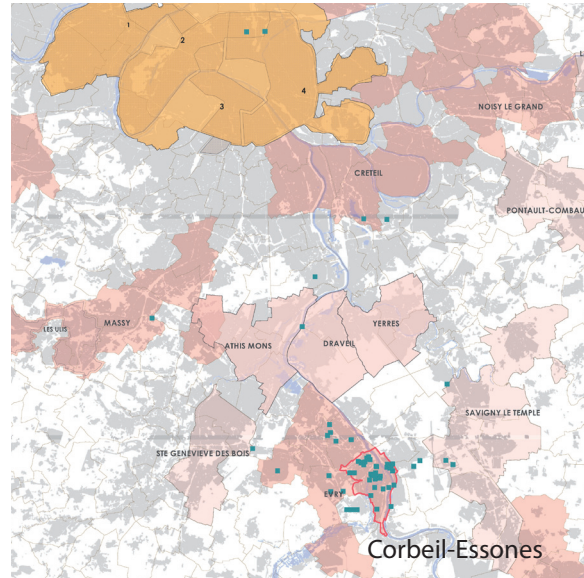 1
2
3
4
L
NOISY LE GRAND
CRETEIL
PONTAULT-COMBAU
LES ULIS
MASSY
ATHIS MONS
DRAVEIL
YERRES
SAVIGNY LE TEMPLE
STE GENEVIEVE DES BOIS
EVRY
Corbeil-Essones